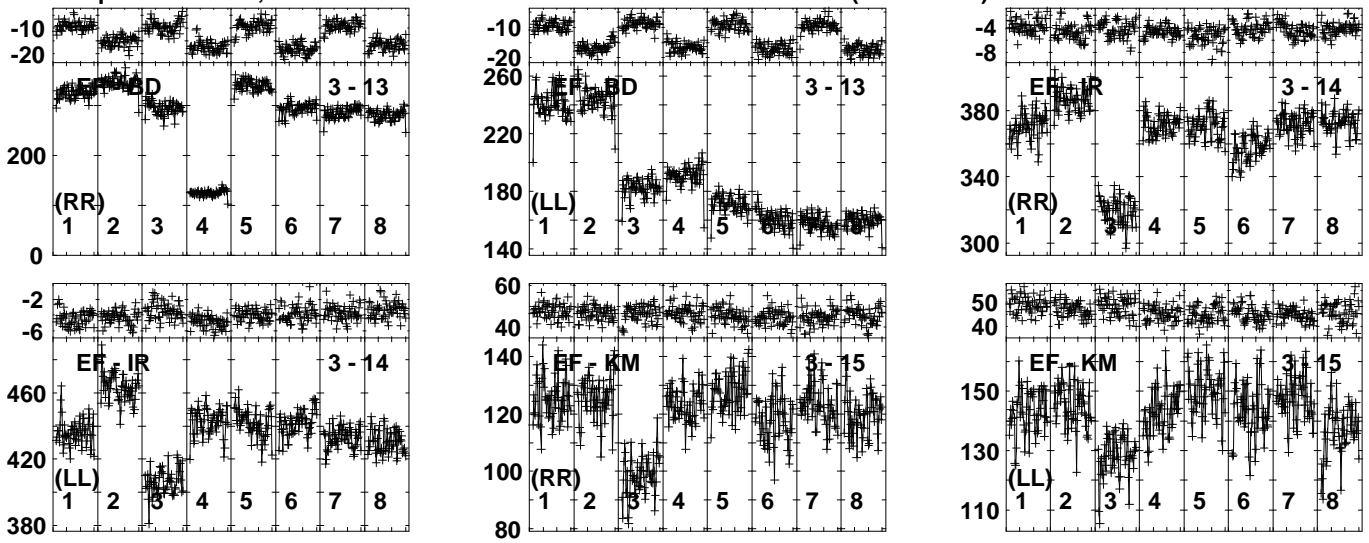 -10
-20
EF - BD 3 - 13
200
(RR)
1 2 3 4 5 6 7 8
0
-10
-20
260
EF - BD 3 - 13
220
180
(LL)
1 2 3 4 5 6 7 8
140
-4
-8
EF - IR 3 - 14
380
340
(RR)
1 2 3 4 5 6 7 8
300
-2
-6
EF - IR 3 - 14
460
420
(LL)
1 2 3 4 5 6 7 8
380
60
40
140
EF - KM 3 - 15
120
100
(RR)
1 2 3 4 5 6 7 8
80
50
40
EF - KM 3 - 15
150
130
(LL)
1 2 3 4 5 6 7 8
110